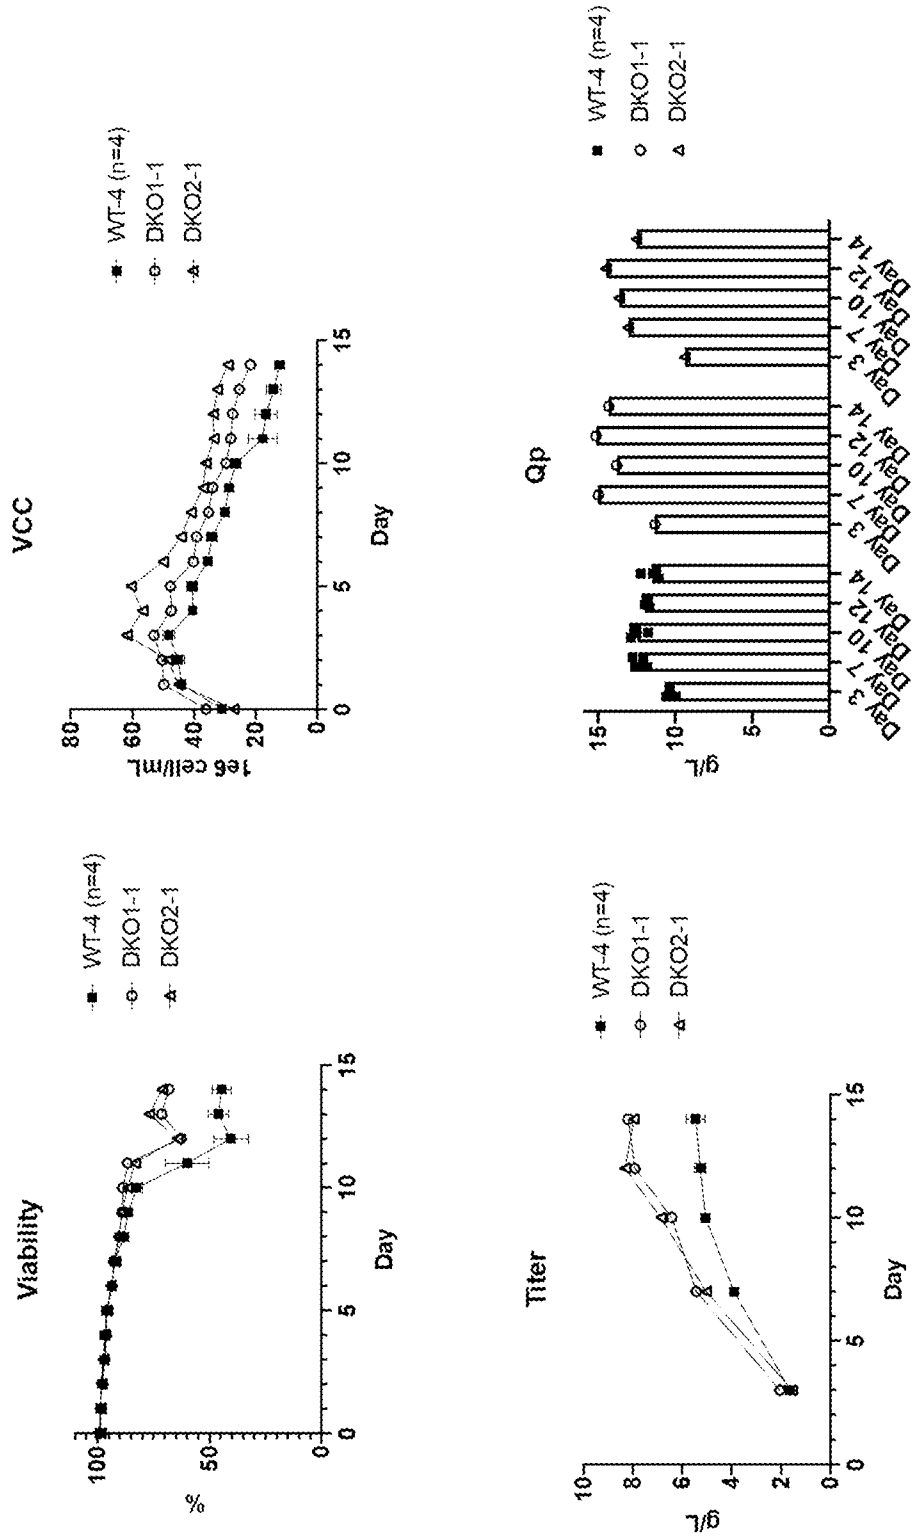 Viability
%
100
50
0
0
5
10
15
Day
WT-4 (n=4)
DKO1-1
DKO2-1
VCC
1e6 cell/mL
80
60
40
20
0
0
5
10
15
Day
WT-4 (n=4)
DKO1-1
DKO2-1
Titer
g/L
10
8
6
4
2
0
0
5
10
15
Day
WT-4 (n=4)
DKO1-1
DKO2-1
Qp
g/L
15
10
5
0
Day 3
Day 7
Day 10
Day 12
Day 14
Day 3
Day 7
Day 10
Day 12
Day 14
Day 3
Day 7
Day 10
Day 12
Day 14
WT-4 (n=4)
DKO1-1
DKO2-1